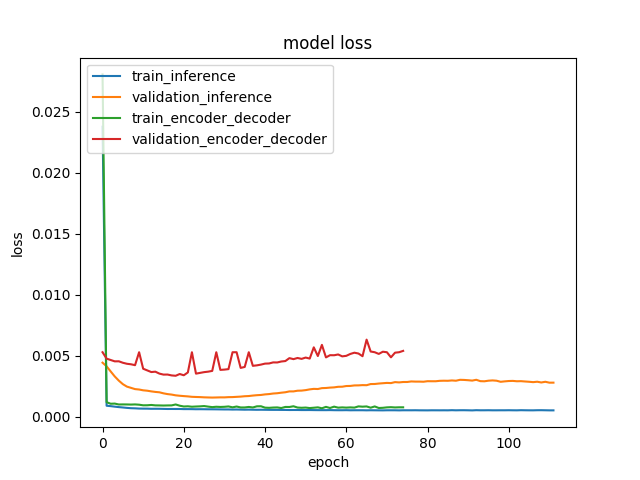 model loss
train_inference
validation_inference
train_encoder_decoder
validation_encoder_decoder
0.025
0.020
0.015
0.010
0.005
0.000
loss
0 20 40 60 80 100
epoch